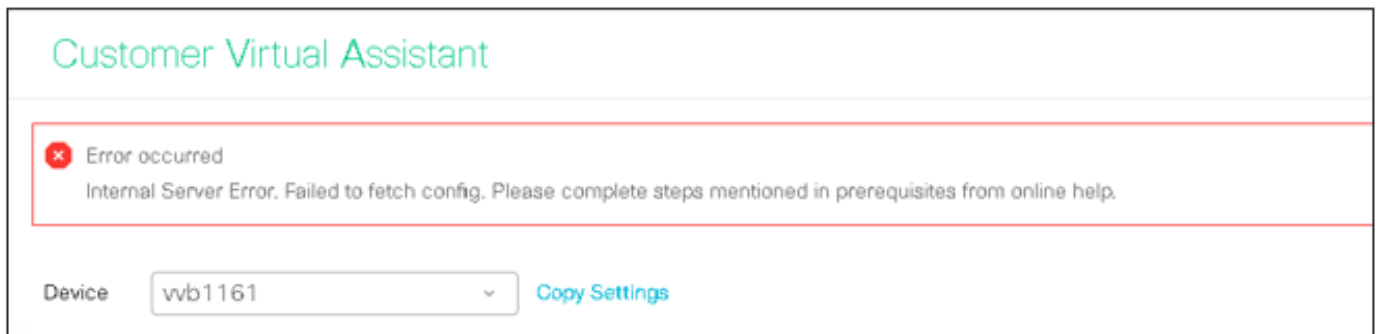 Customer Virtual Assistant
Error occurred
Internal Server Error. Failed to fetch config. Please complete steps mentioned in prerequisites from online help.
Device vvb1161 Copy Settings